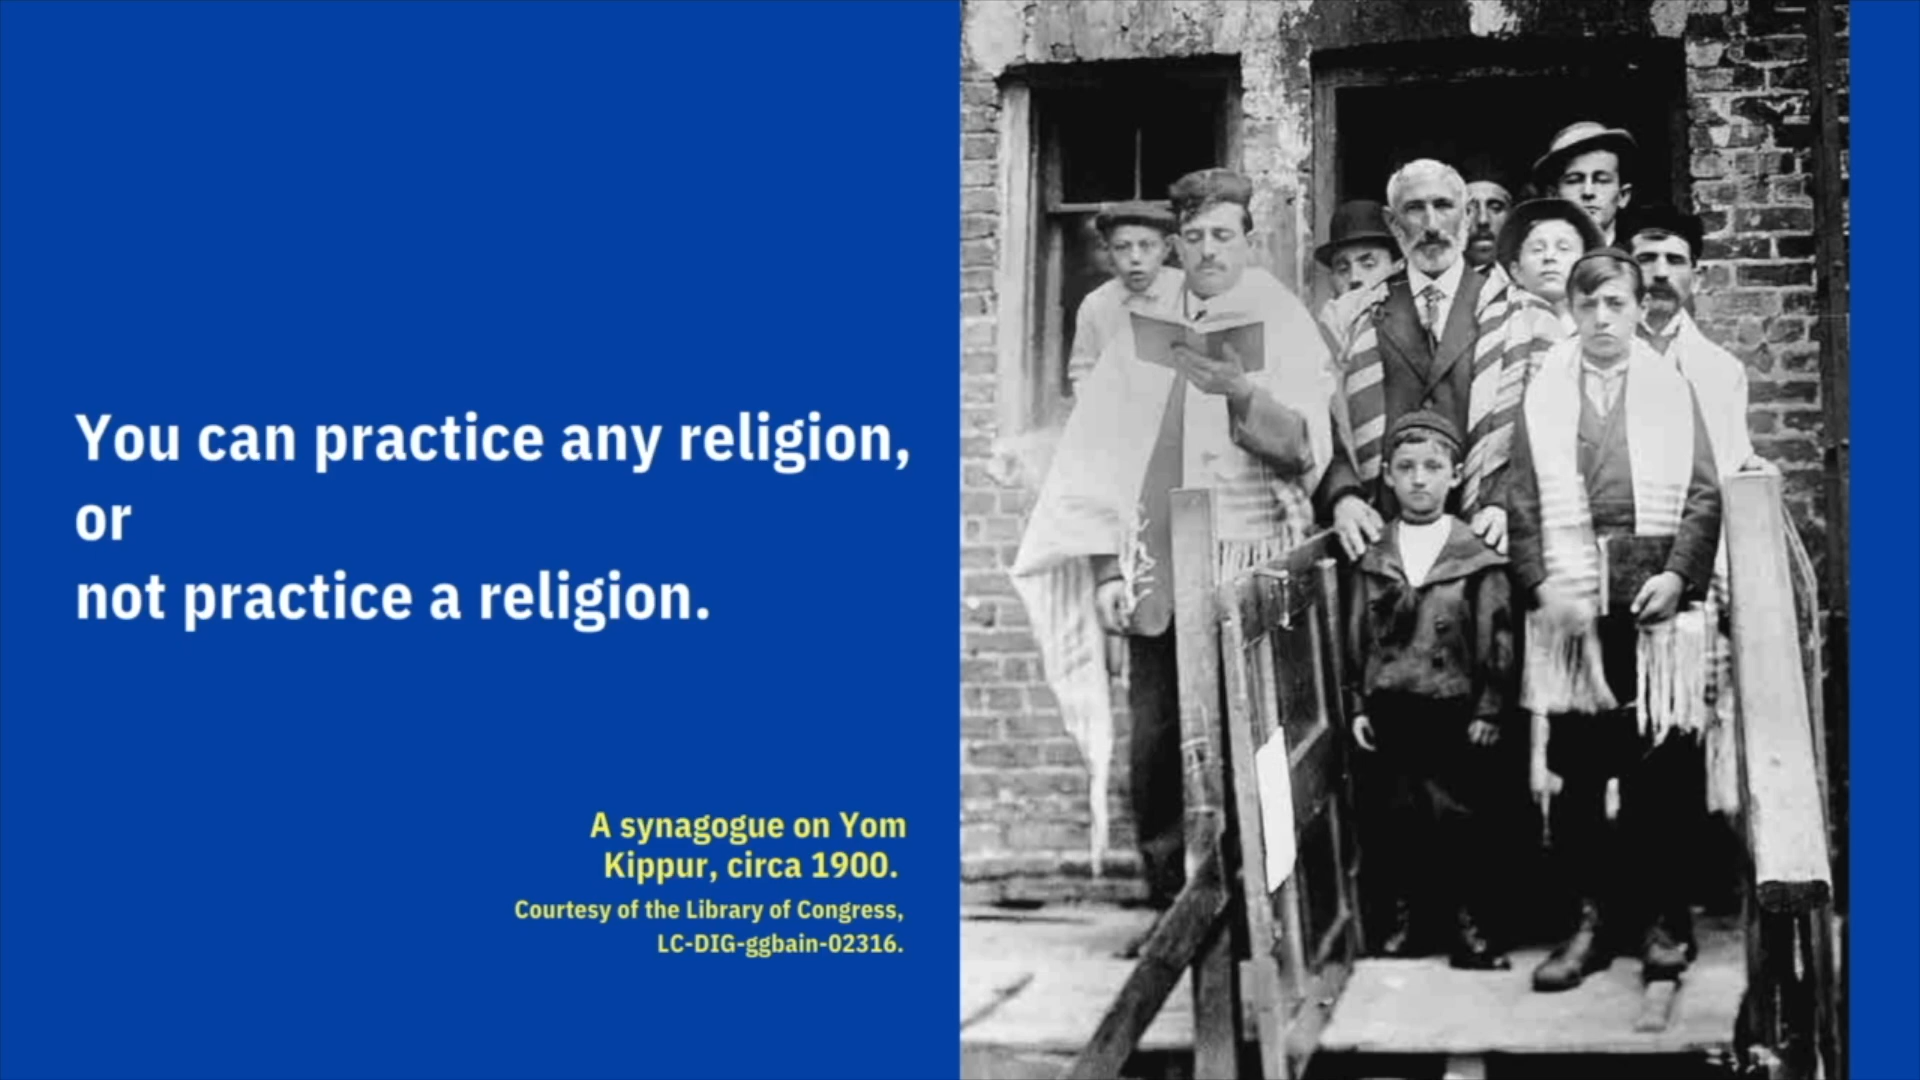 You can practice any religion,
or
not practice a religion.
A synagogue on Yom
Kippur, circa 1900.
Courtesy of the Library of Congress,
LC-DIG-ggbain-02316.